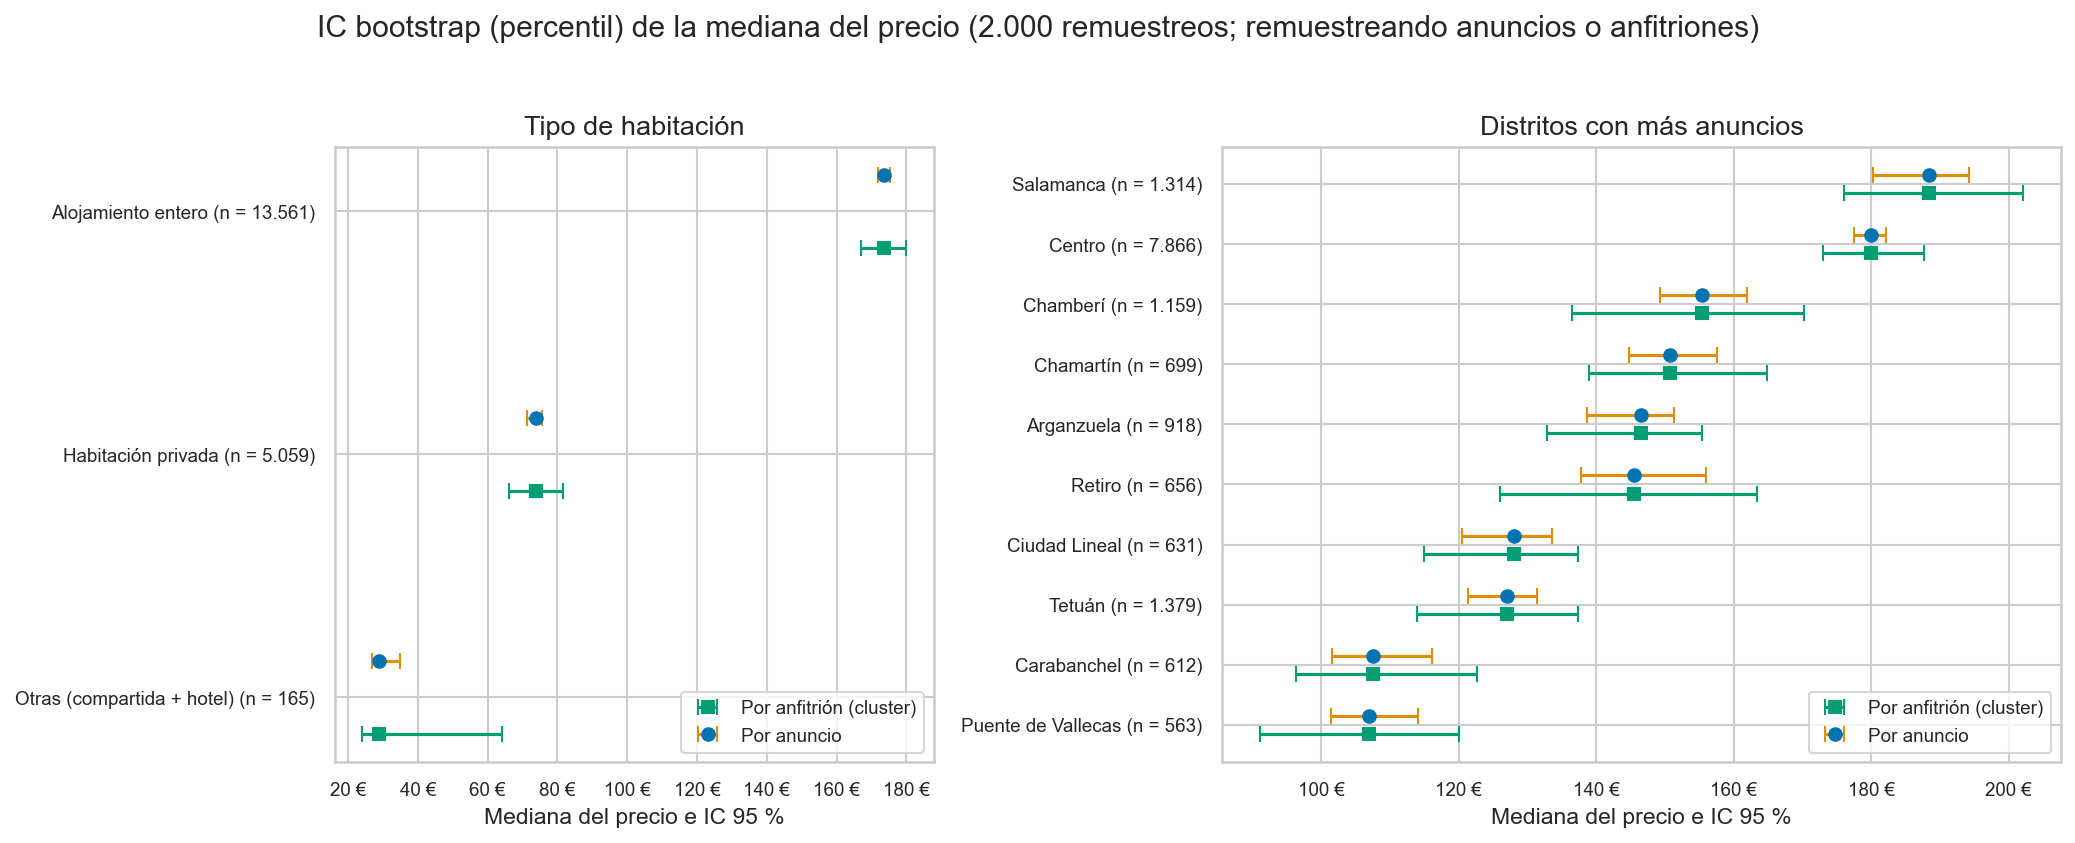 IC bootstrap (percentil) de la mediana del precio (2.000 remuestreos; remuestreando anuncios o anfitriones)
Tipo de habitación
Alojamiento entero (n = 13.561)
Habitación privada (n = 5.059)
Otras (compartida + hotel) (n = 165)
Por anfitrión (cluster)
Por anuncio
20 € 40 € 60 € 80 € 100 € 120 € 140 € 160 € 180 €
Mediana del precio e IC 95 %
Distritos con más anuncios
Salamanca (n = 1.314)
Centro (n = 7.866)
Chamberí (n = 1.159)
Chamartín (n = 699)
Arganzuela (n = 918)
Retiro (n = 656)
Ciudad Lineal (n = 631)
Tetuán (n = 1.379)
Carabanchel (n = 612)
Puente de Vallecas (n = 563)
Por anfitrión (cluster)
Por anuncio
100 € 120 € 140 € 160 € 180 € 200 €
Mediana del precio e IC 95 %